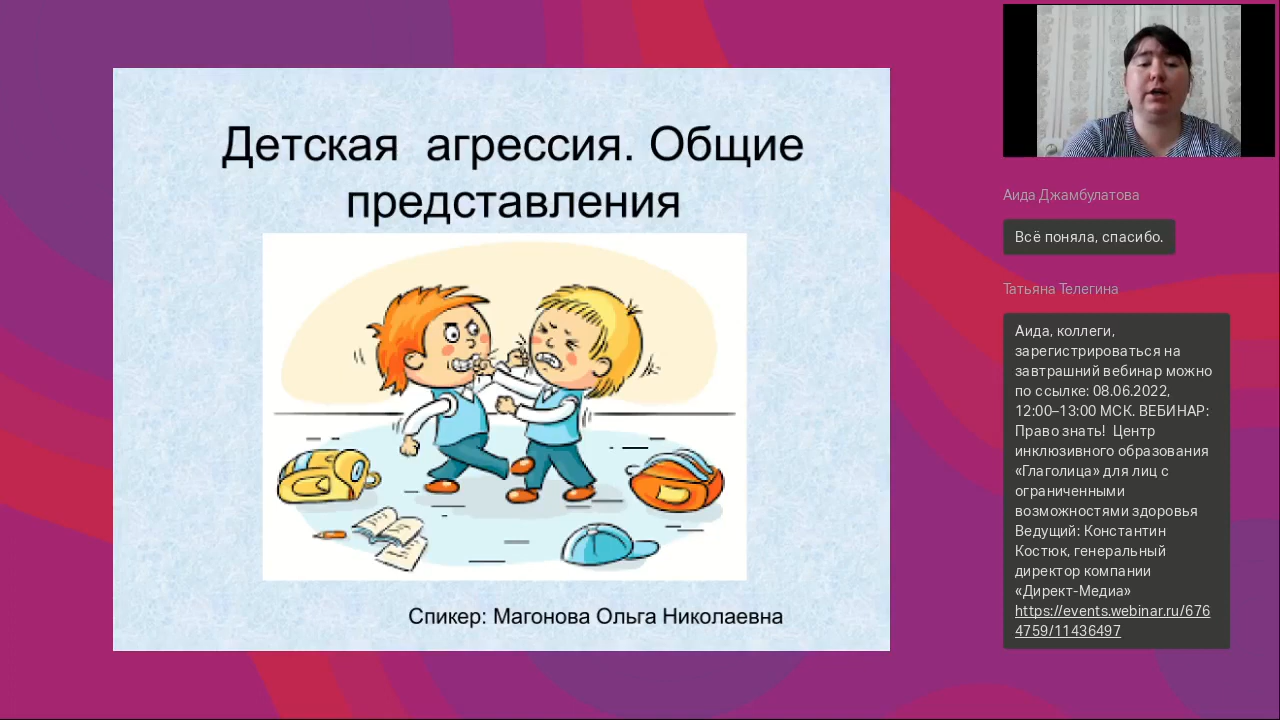 Детская  агрессия. Общие
представления
Спикер: Магонова Ольга Николаевна
Аида Джамбулатова
Всё поняла, спасибо.
Татьяна Телегина
Аида, коллеги,
зарегистрироваться на
завтрашний вебинар можно
по ссылке: 08.06.2022,
12:00–13:00 МСК. ВЕБИНАР:
Право знать!  Центр
инклюзивного образования
«Глаголица» для лиц с
ограниченными
возможностями здоровья
Ведущий: Константин
Костюк, генеральный
директор компании
«Директ-Медиа»
https://events.webinar.ru/676
4759/11436497